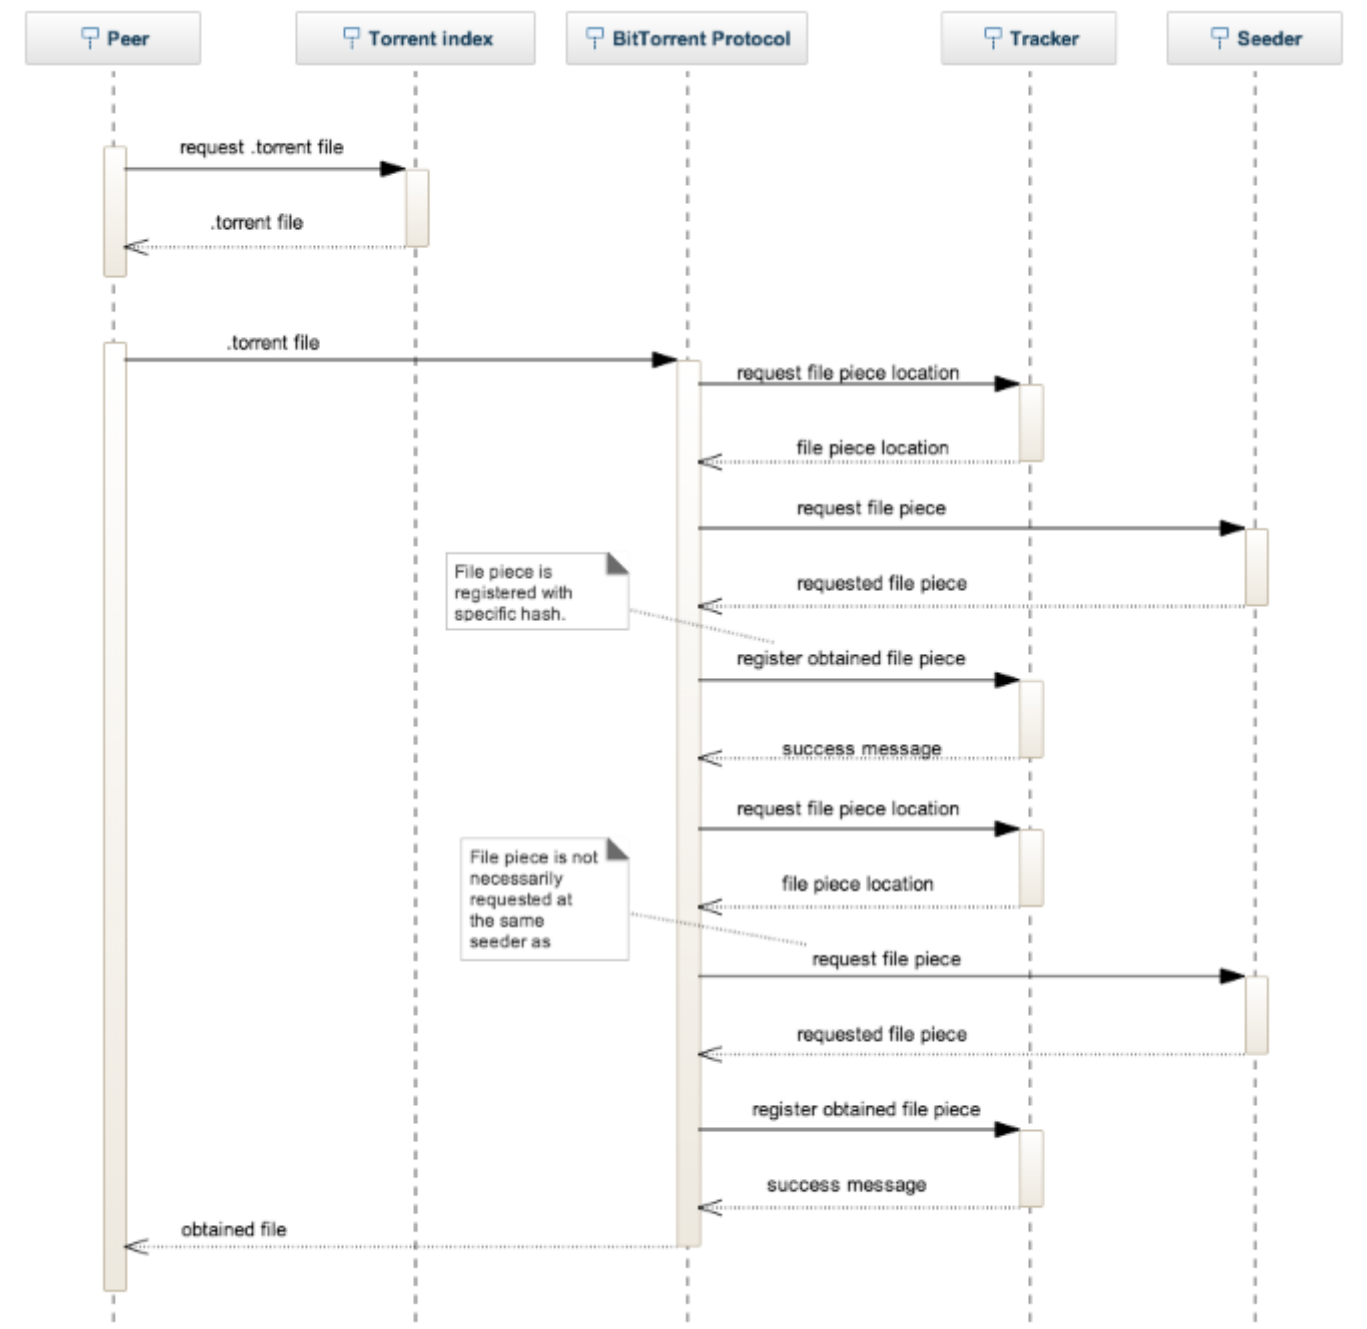 Peer
Torrent index
BitTorrent Protocol
Tracker
Seeder
request .torrent file
.torrent file
.torrent file
request file piece location
file piece location
request file piece
File piece is
registered with
specific hash.
requested file piece
register obtained file piece
success message
request file piece location
File piece is not
necessarily
requested at
the same
seeder as
file piece location
request file piece
requested file piece
register obtained file piece
success message
obtained file